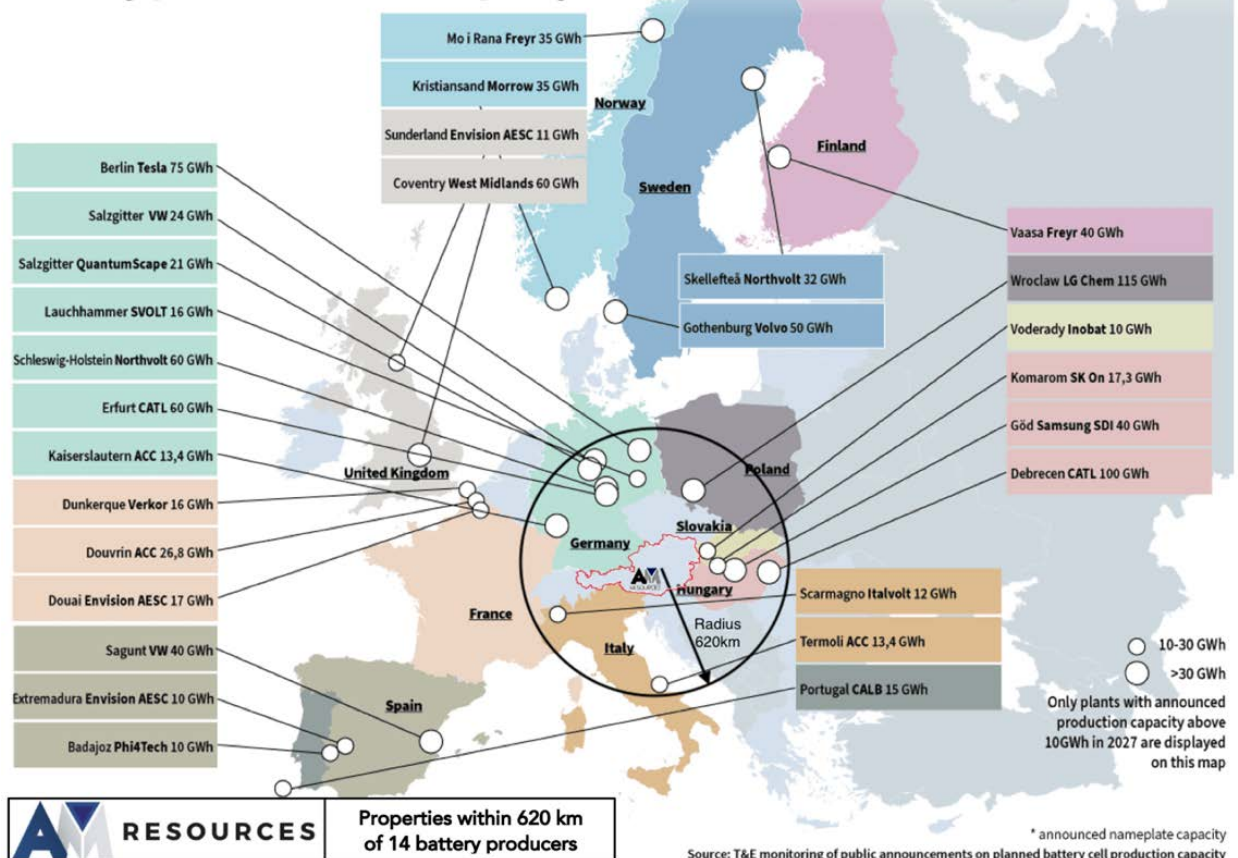 Mo i Rana Freyr 35 GWh
Kristiansand Morrow 35 GWh
Sunderland Envision AESC 11 GWh
Coventry West Midlands 60 GWh
Norway
Finland
Sweden
Berlin Tesla 75 GWh
Salzgitter VW 24 GWh
Salzgitter QuantumScape 21 GWh
Lauchhammer SVOLT 16 GWh
Schleswig-Holstein Northvolt 60 GWh
Erfurt CATL 60 GWh
Kaiserslautern ACC 13,4 GWh
Dunkerque Verkor 16 GWh
Douvrin ACC 26,8 GWh
Douai Envision AESC 17 GWh
Sagunt VW 40 GWh
Extremadura Envision AESC 10 GWh
Badajoz Phi4Tech 10 GWh
Skellefteå Northvolt 32 GWh
Gothenburg Volvo 50 GWh
Vaasa Freyr 40 GWh
Wroclaw LG Chem 115 GWh
Voderady Inobat 10 GWh
Komarom SK On 17,3 GWh
Göd Samsung SDI 40 GWh
Debrecen CATL 100 GWh
United Kingdom
Poland
Slovakia
Germany
AM
RESOURCES
Hungary
France
Italy
Spain
Radius
620km
Scarmagno Italvolt 12 GWh
Termoli ACC 13,4 GWh
Portugal CALB 15 GWh
10-30 GWh
>30 GWh
Only plants with announced
production capacity above
10GWh in 2027 are displayed
on this map
AM RESOURCES
Properties within 620 km
of 14 battery producers
* announced nameplate capacity
Source: T&E monitoring of public announcements on planned battery cell production capacity